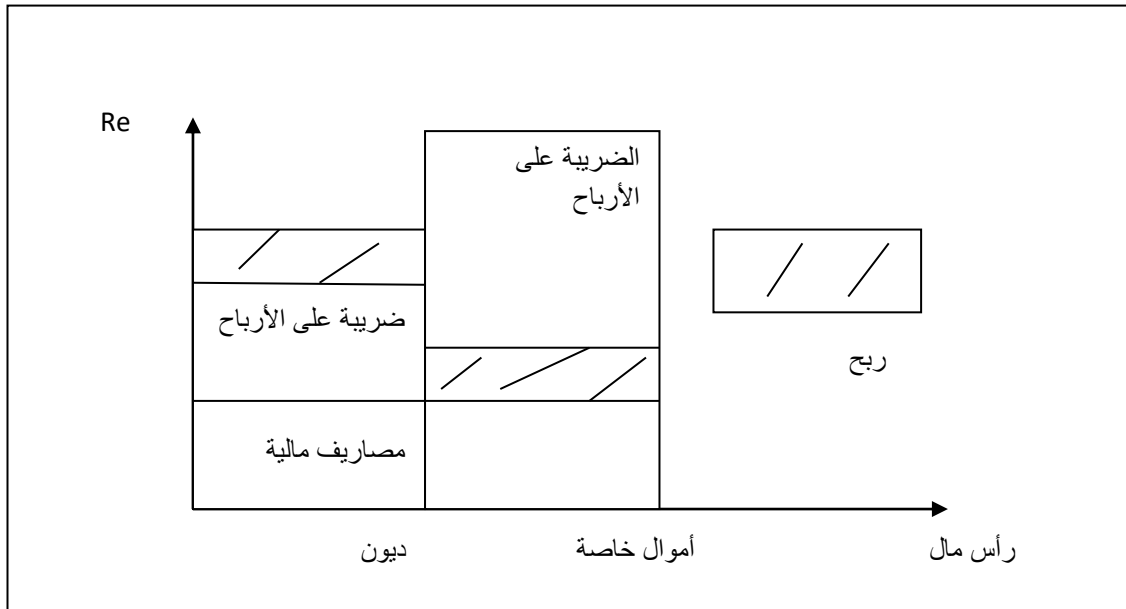 Re
الضريبة على
الأرباح
ضريبة على الأرباح
ربح
مصاريف مالية
رأس مال
أموال خاصة
ديون